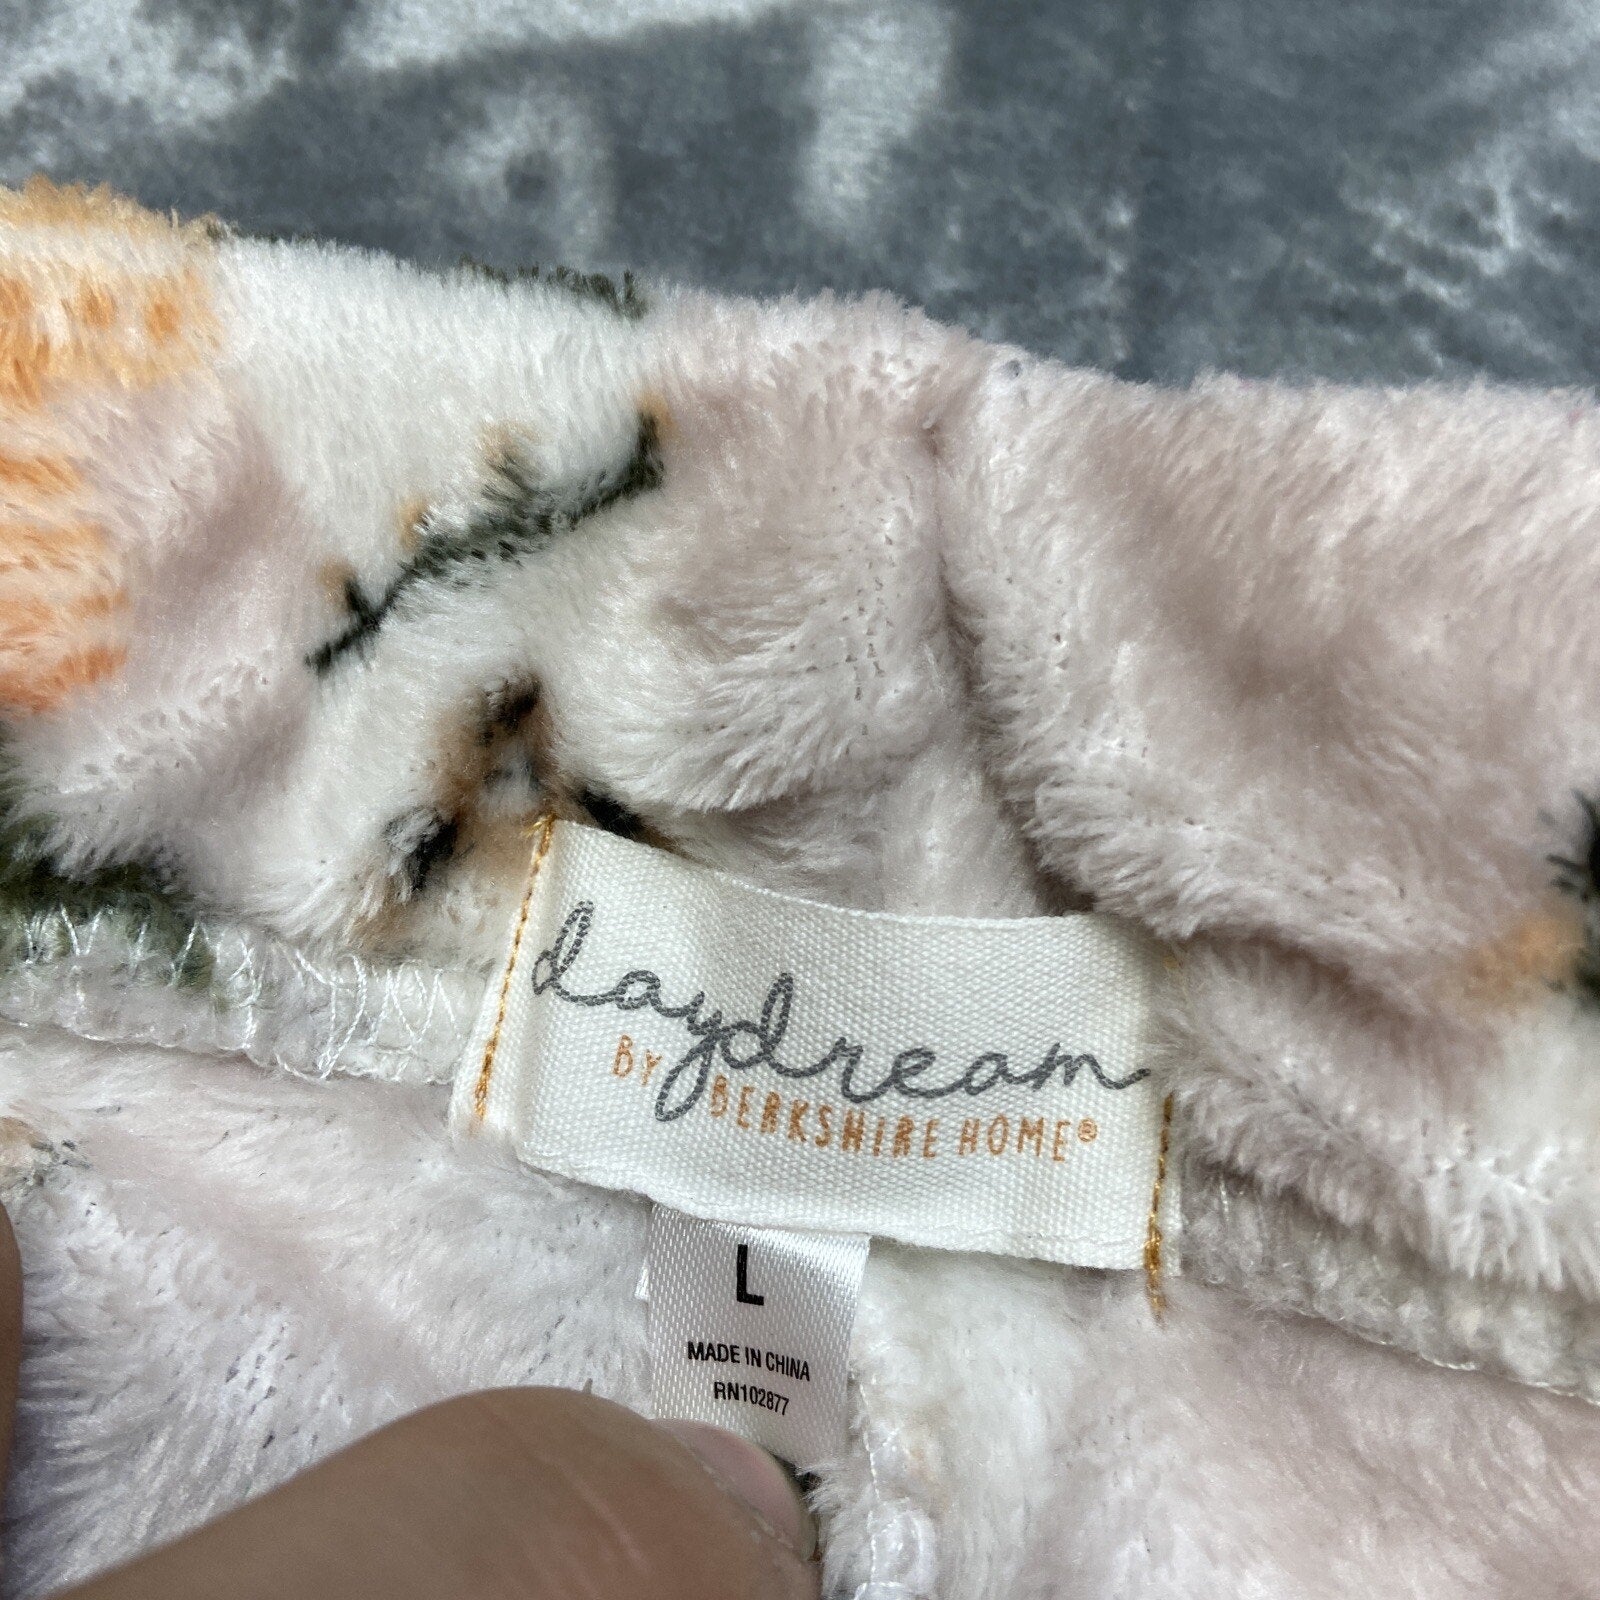 daydream
BY BERKSHIRE HOME®
L
MADE IN CHINA
RN102877